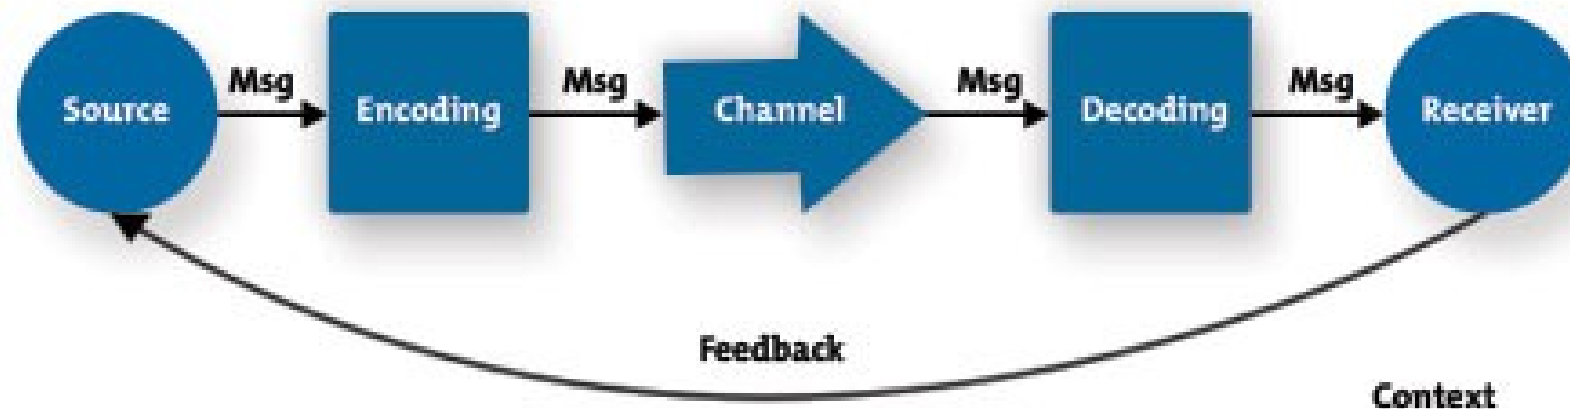 Msg Msg Msg Msg
Source Encoding Channel Decoding Receiver
Feedback
Context